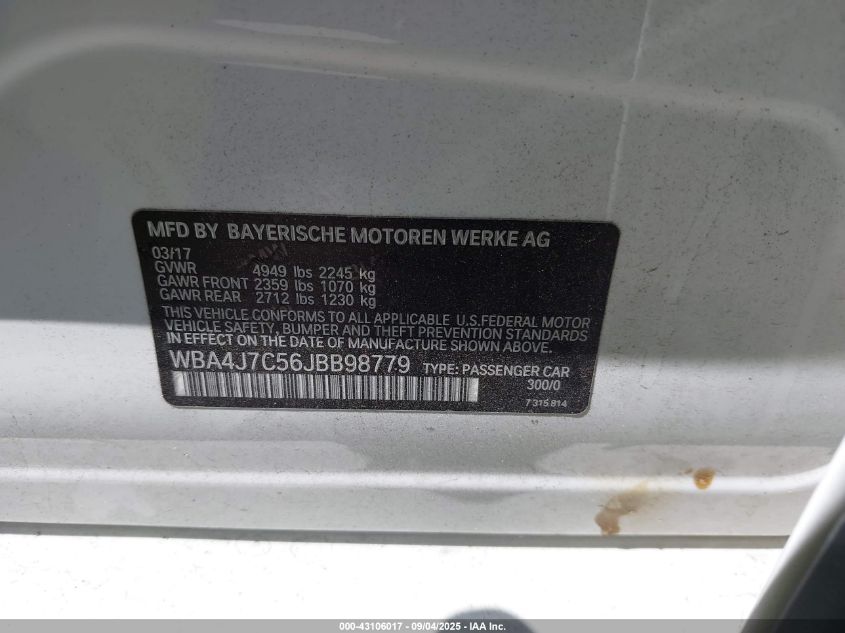 MFD BY BAYERISCHE MOTOREN WERKE AG
03/17
GVWR 4949 lbs 2245 kg
GAWR FRONT 2359 lbs 1070 kg
GAWR REAR 2712 lbs 1230 kg
THIS VEHICLE CONFORMS TO ALL APPLICABLE U.S.FEDERAL MOTOR
VEHICLE SAFETY, BUMPER AND THEFT PREVENTION STANDARDS
IN EFFECT ON THE DATE OF MANUFACTURE SHOWN ABOVE.
WBA4J7C56JBB98779 TYPE: PASSENGER CAR
300/0
7 315 814
000-43106017 - 09/04/2025 - IAA Inc.